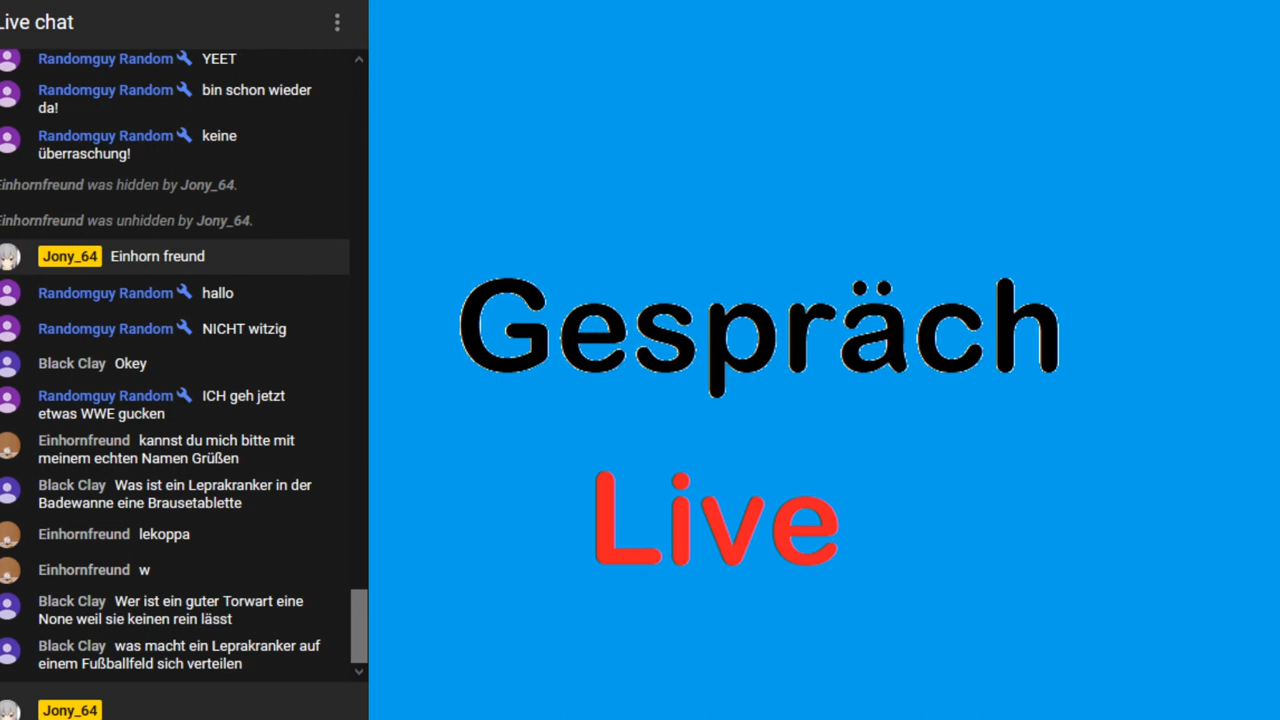 Live chat
Randomguy Random YEET
Randomguy Random bin schon wieder
da!
Randomguy Random keine
überraschung!
Einhornfreund was hidden by Jony_64.
Einhornfreund was unhidden by Jony_64.
Jony_64 Einhorn freund
Randomguy Random hallo
Randomguy Random NICHT witzig
Black Clay Okey
Randomguy Random ICH geh jetzt
etwas WWE gucken
Einhornfreund kannst du mich bitte mit
meinem echten Namen Grüßen
Black Clay Was ist ein Leprakranker in der
Badewanne eine Brausetablette
Einhornfreund lekoppa
Einhornfreund w
Black Clay Wer ist ein guter Torwart eine
None weil sie keinen rein lässt
Black Clay was macht ein Leprakranker auf
einem Fußballfeld sich verteilen
Jony_64
Gespräch
Live